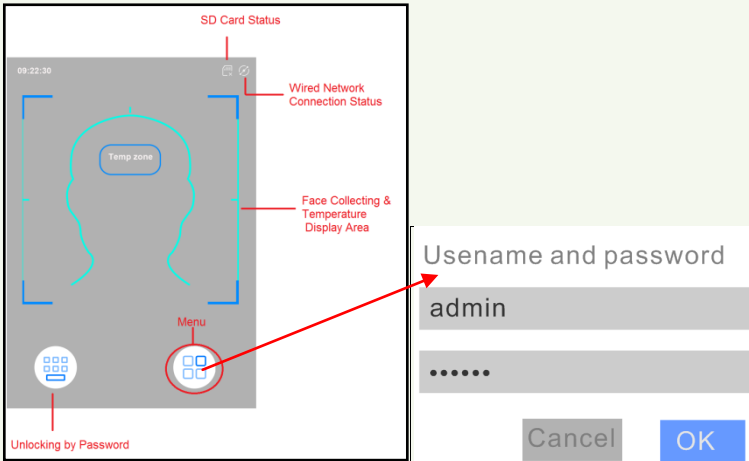 SD Card Status
09:22:30
Wired Network
Connection Status
Temp zone
Face Collecting &
Temperature
Display Area
Menu
Unlocking by Password
Usename and password
admin
••••••
Cancel
OK